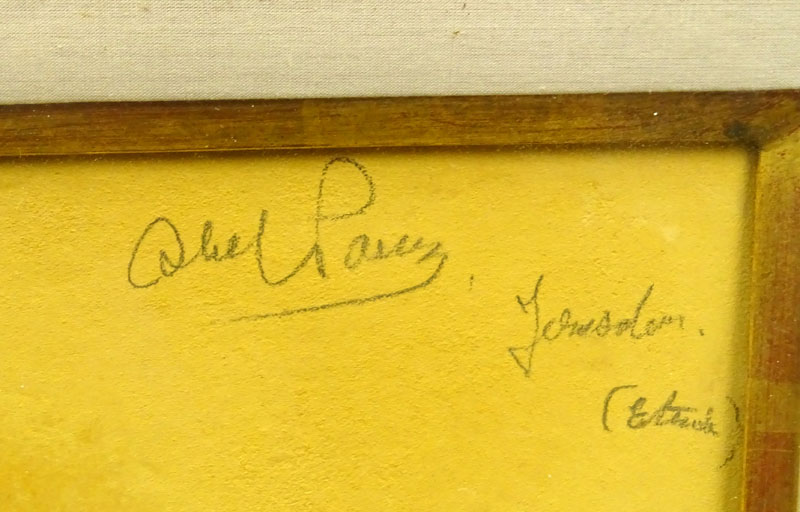 Abel Pann,
Jerusalem.
(Etude)